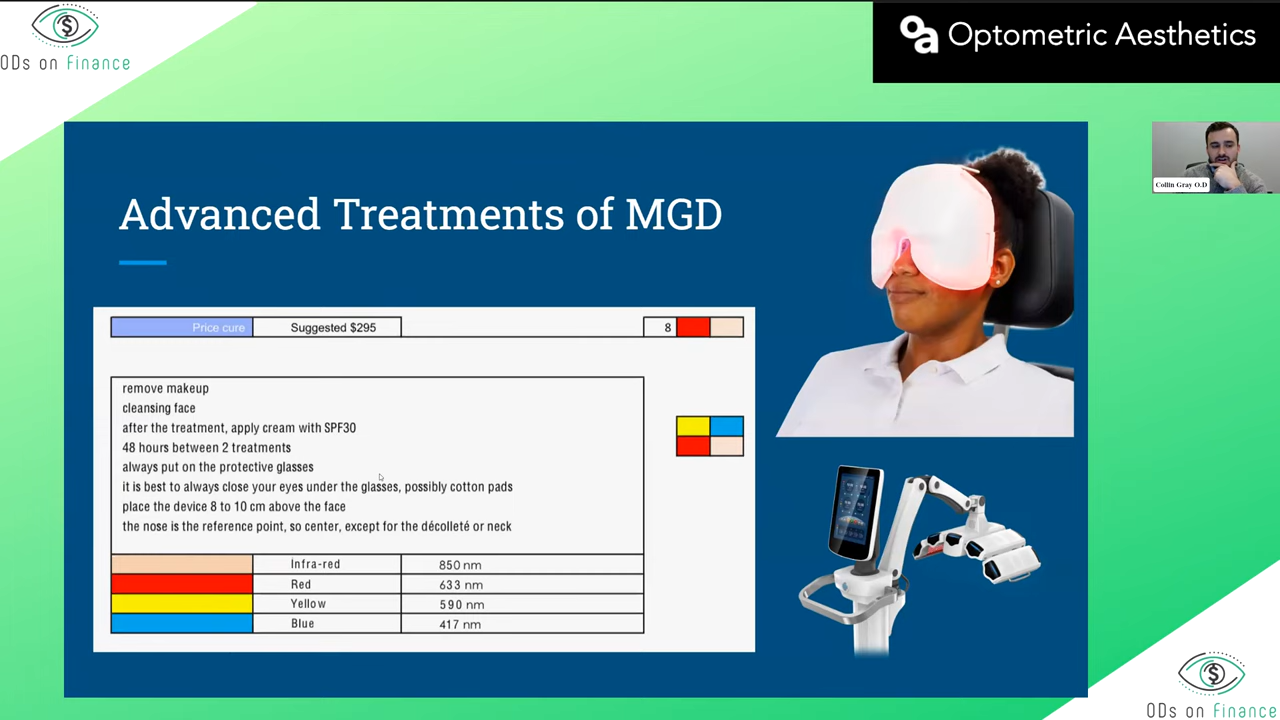 ODs on Finance
oa Optometric Aesthetics
Collin Gray O.D
Advanced Treatments of MGD
Price cure Suggested $295 8
remove makeup
cleansing face
after the treatment, apply cream with SPF30
48 hours between 2 treatments
always put on the protective glasses
it is best to always close your eyes under the glasses, possibly cotton pads
place the device 8 to 10 cm above the face
the nose is the reference point, so center, except for the décolleté or neck
Infra-red 850 nm
Red 633 nm
Yellow 590 nm
Blue 417 nm
ODs on Finance